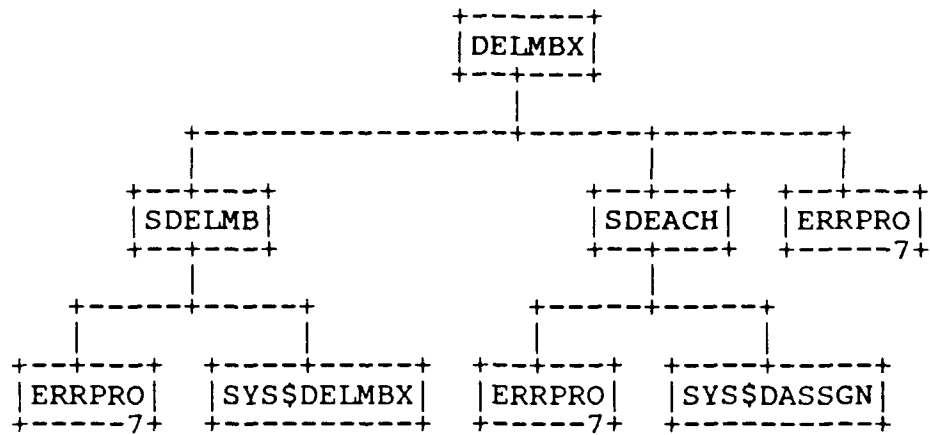 DELMBX
SDELMB SDEACH ERRPRO
7
ERRPRO SYS$DELMBX ERRPRO SYS$DASSGN
7 7